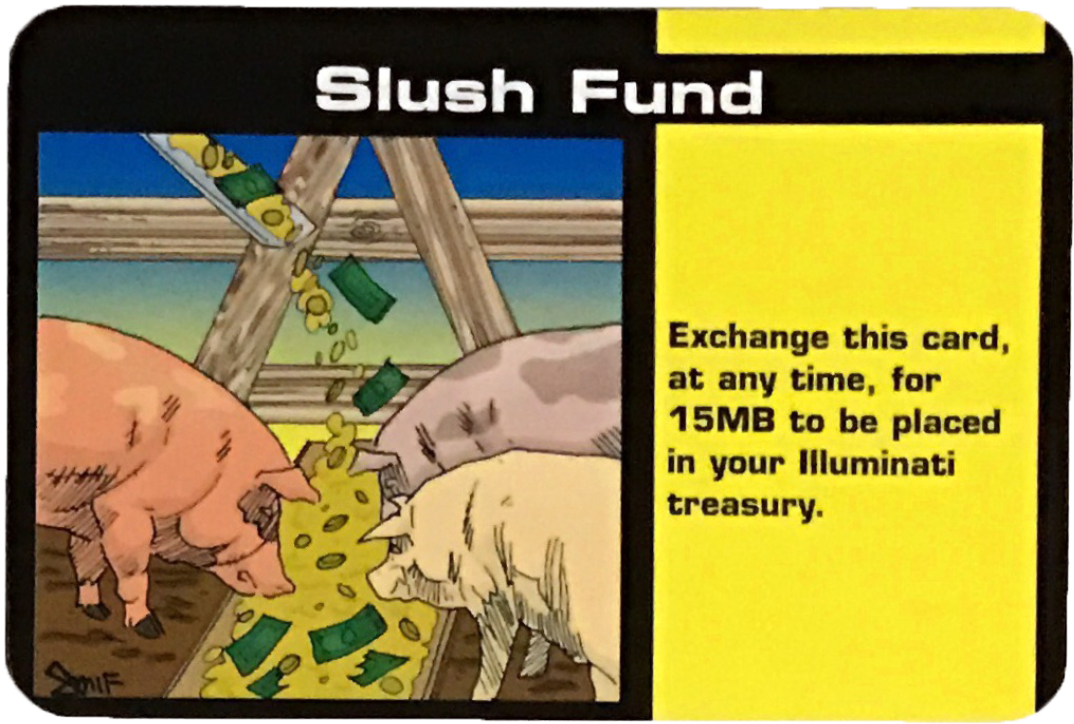 Slush Fund
Exchange this card,
at any time, for
15MB to be placed
in your Illuminati
treasury.